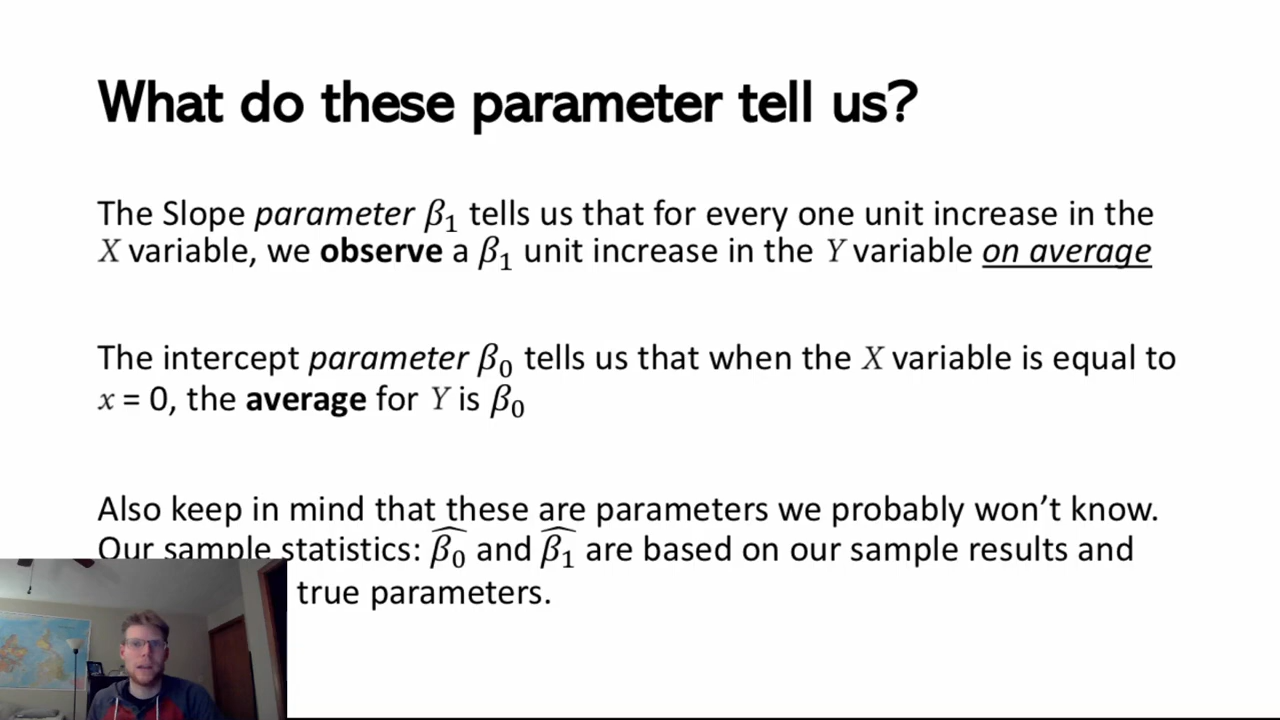 What do these parameter tell us?
The Slope parameter β₁ tells us that for every one unit increase in the
X variable, we observe a β₁ unit increase in the Y variable on average
The intercept parameter β₀ tells us that when the X variable is equal to
x = 0, the average for Y is β₀
Also keep in mind that these are parameters we probably won’t know.
Our sample statistics: β̂₀ and β̂₁ are based on our sample results and
true parameters.